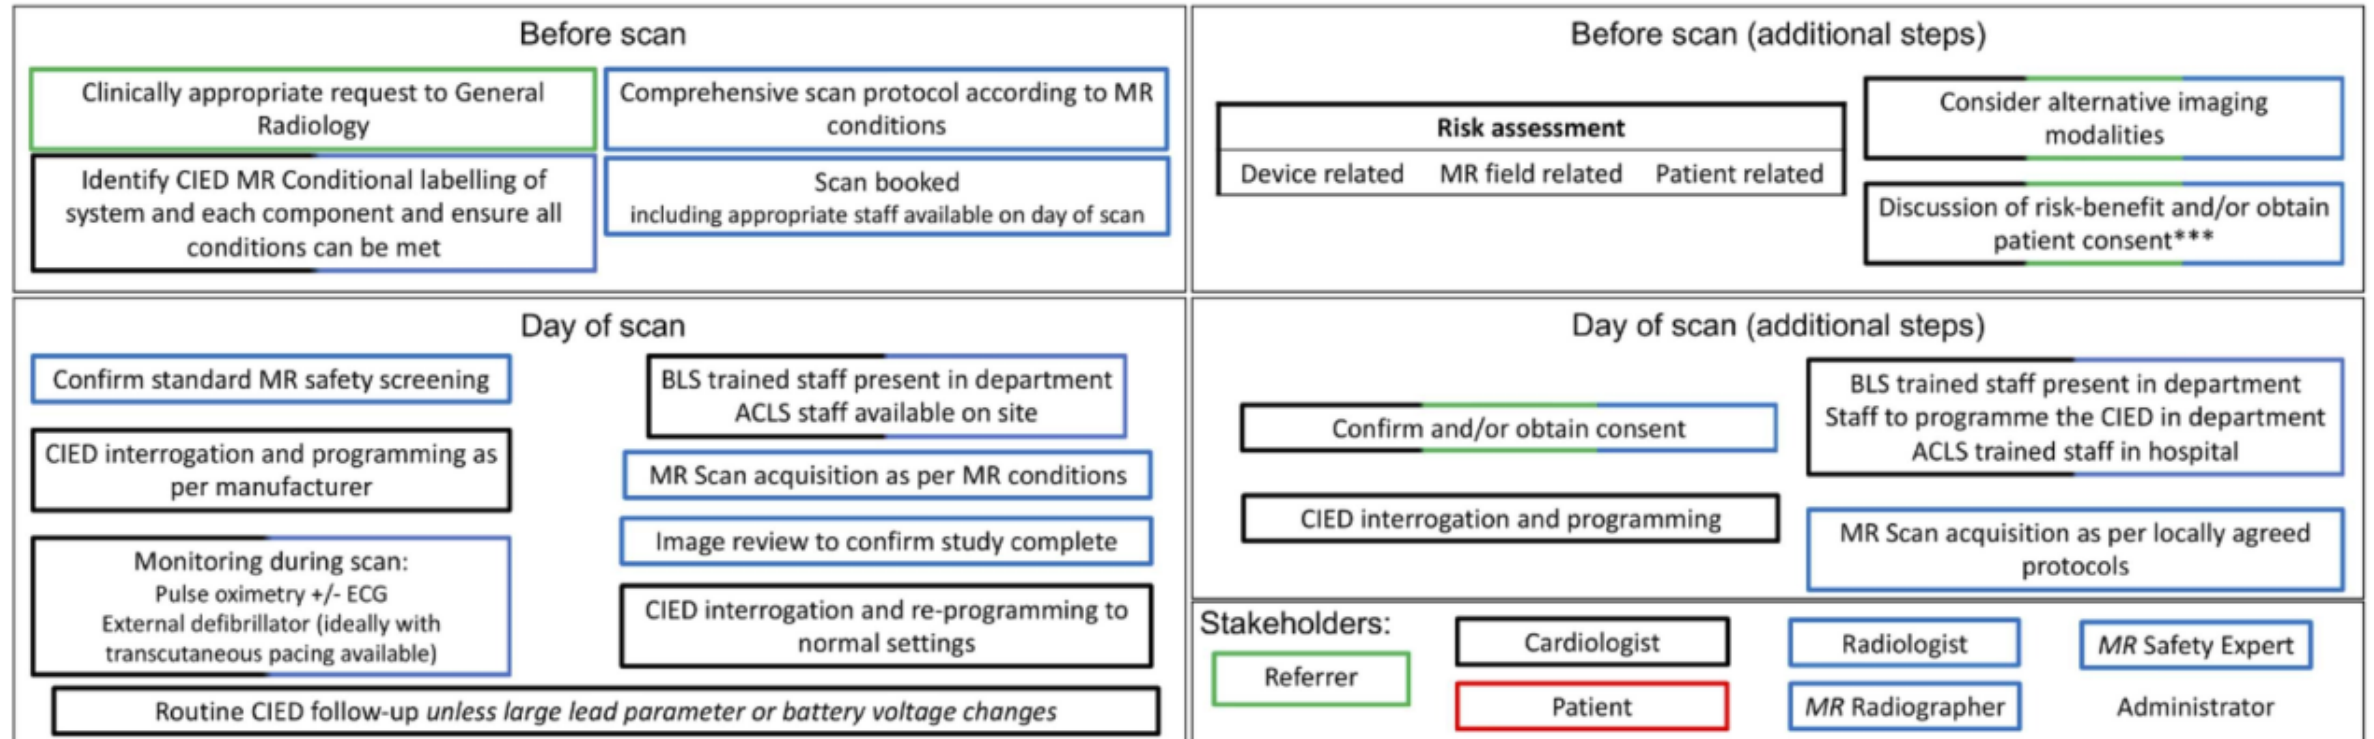 Before scan
Clinically appropriate request to General
Radiology
Identify CIED MR Conditional labelling of
system and each component and ensure all
conditions can be met
Comprehensive scan protocol according to MR
conditions
Scan booked
including appropriate staff available on day of scan
Before scan (additional steps)
Risk assessment
Device related MR field related Patient related
Consider alternative imaging
modalities
Discussion of risk-benefit and/or obtain
patient consent***
Day of scan
Confirm standard MR safety screening
CIED interrogation and programming as
per manufacturer
Monitoring during scan:
Pulse oximetry +/- ECG
External defibrillator (ideally with
transcutaneous pacing available)
BLS trained staff present in department
ACLS staff available on site
MR Scan acquisition as per MR conditions
Image review to confirm study complete
CIED interrogation and re-programming to
normal settings
Routine CIED follow-up unless large lead parameter or battery voltage changes
Day of scan (additional steps)
Confirm and/or obtain consent
CIED interrogation and programming
BLS trained staff present in department
Staff to programme the CIED in department
ACLS trained staff in hospital
MR Scan acquisition as per locally agreed
protocols
Stakeholders:
Referrer
Cardiologist
Patient
Radiologist
MR Radiographer
MR Safety Expert
Administrator